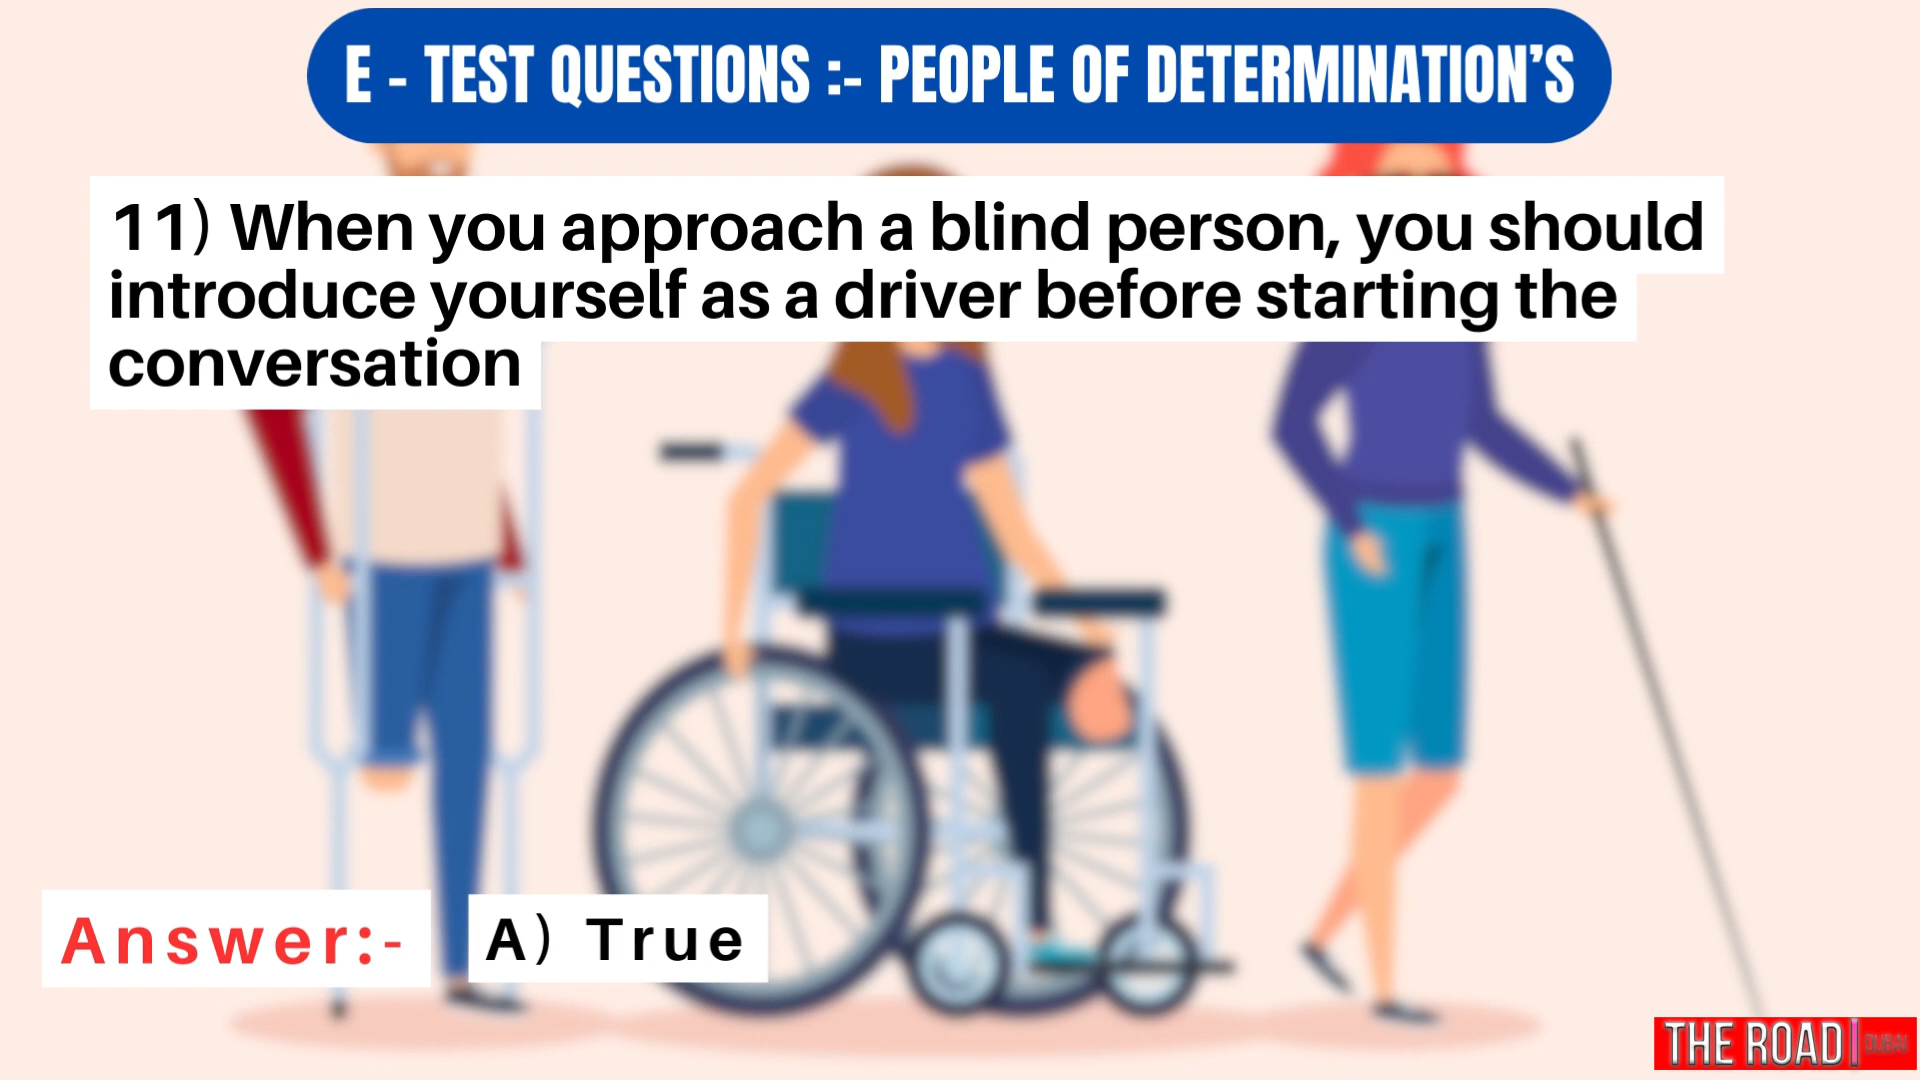 E - TEST QUESTIONS :- PEOPLE OF DETERMINATION’S
11) When you approach a blind person, you should
introduce yourself as a driver before starting the
conversation
Answer:- A) True
THE ROAD DUBAI